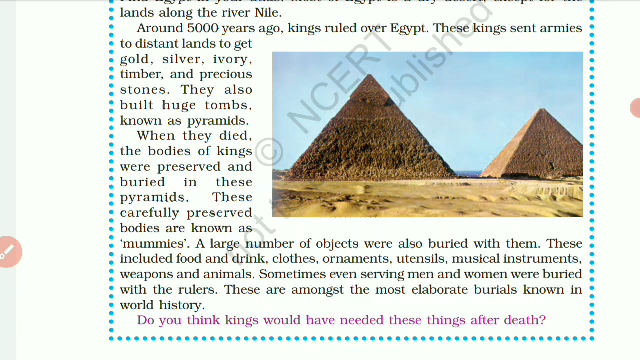 lands along the river Nile.
Around 5000 years ago, kings ruled over Egypt. These kings sent armies
to distant lands to get
gold, silver, ivory,
timber, and precious
stones. They also
built huge tombs,
known as pyramids.
When they died,
the bodies of kings
were preserved and
buried in these
pyramids. These
carefully preserved
bodies are known as
‘mummies’. A large number of objects were also buried with them. These
included food and drink, clothes, ornaments, utensils, musical instruments,
weapons and animals. Sometimes even serving men and women were buried
with the rulers. These are amongst the most elaborate burials known in
world history.
Do you think kings would have needed these things after death?
© NCERT
not published